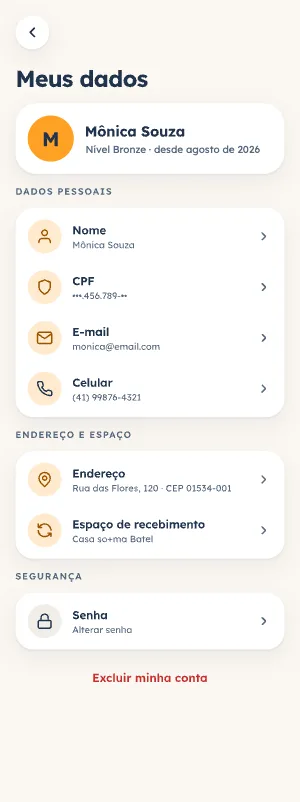 Meus dados
M
Mônica Souza
Nível Bronze · desde agosto de 2026
DADOS PESSOAIS
Nome
Mônica Souza
CPF
•••.456.789-••
E-mail
monica@email.com
Celular
(41) 99876-4321
ENDEREÇO E ESPAÇO
Endereço
Rua das Flores, 120 · CEP 01534-001
Espaço de recebimento
Casa so+ma Batel
SEGURANÇA
Senha
Alterar senha
Excluir minha conta